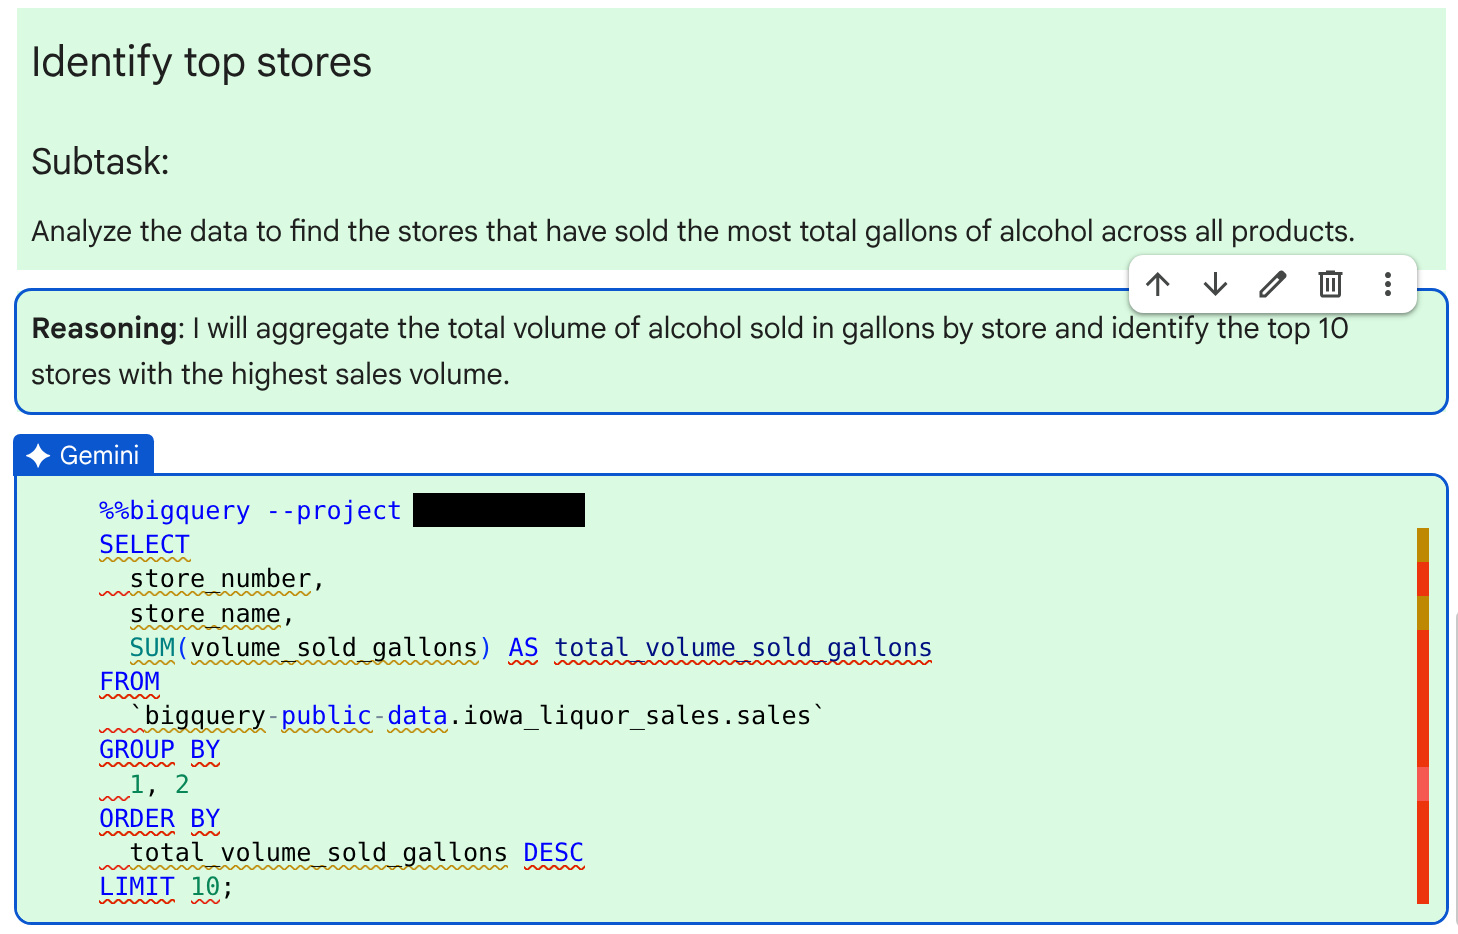 Identify top stores
Subtask:
Analyze the data to find the stores that have sold the most total gallons of alcohol across all products.
Reasoning: I will aggregate the total volume of alcohol sold in gallons by store and identify the top 10
stores with the highest sales volume.
Gemini
%%bigquery --project
SELECT
  store_number,
  store_name,
  SUM(volume_sold_gallons) AS total_volume_sold_gallons
FROM
  `bigquery-public-data.iowa_liquor_sales.sales`
GROUP BY
  1, 2
ORDER BY
  total_volume_sold_gallons DESC
LIMIT 10;